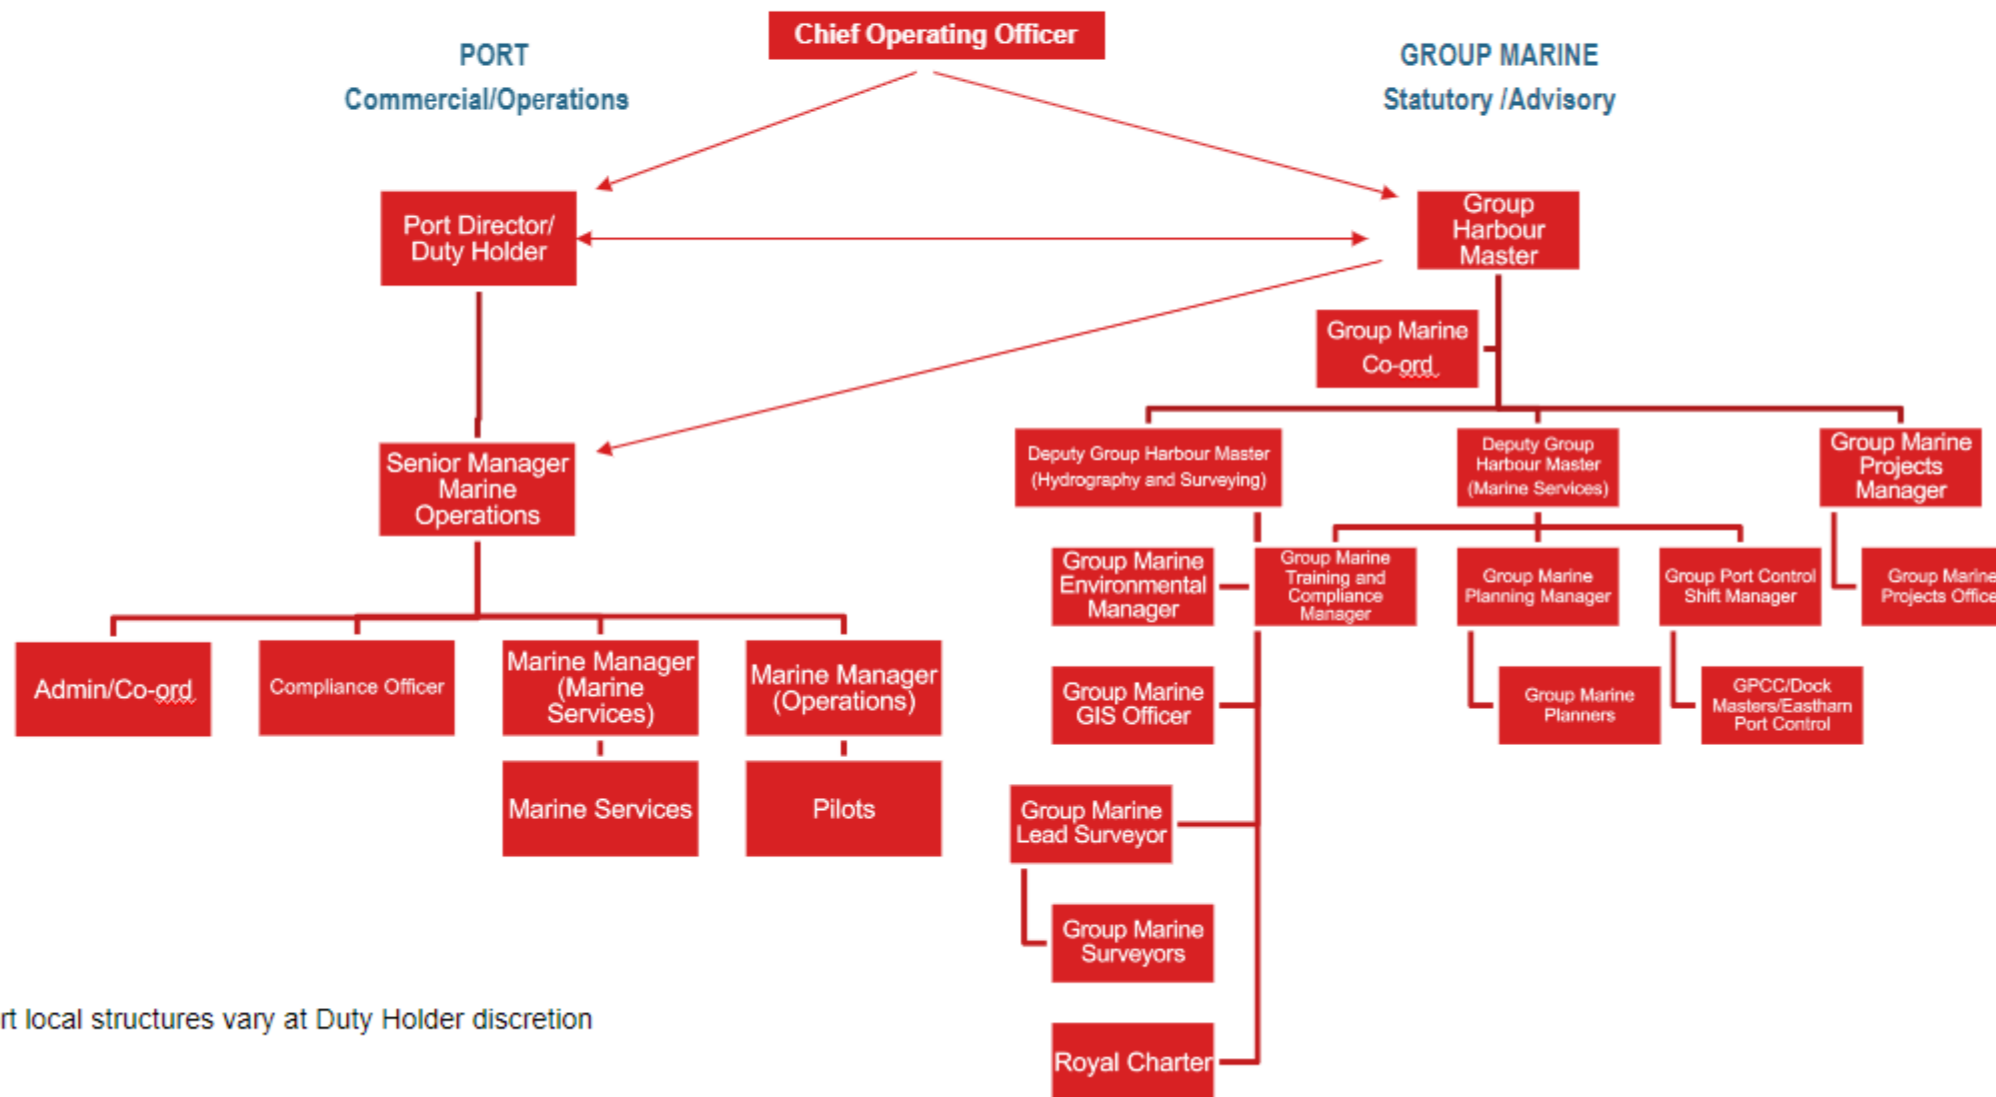 Chief Operating Officer
PORT
Commercial/Operations
GROUP MARINE
Statutory /Advisory
Port Director/
Duty Holder
Group
Harbour
Master
Group Marine
Co-ord
Senior Manager
Marine
Operations
Deputy Group Harbour Master
(Hydrography and Surveying)
Deputy Group
Harbour Master
(Marine Services)
Group Marine
Projects
Manager
Group Marine
Environmental
Manager
Group Marine
Training and
Compliance
Manager
Group Marine
Planning Manager
Group Port Control
Shift Manager
Group Marine
Projects Office
Admin/Co-ord
Compliance Officer
Marine Manager
(Marine
Services)
Marine Manager
(Operations)
Group Marine
GIS Officer
Group Marine
Planners
GPCC/Dock
Masters/Eastham
Port Control
Marine Services
Pilots
Group Marine
Lead Surveyor
Group Marine
Surveyors
rt local structures vary at Duty Holder discretion
Royal Charter